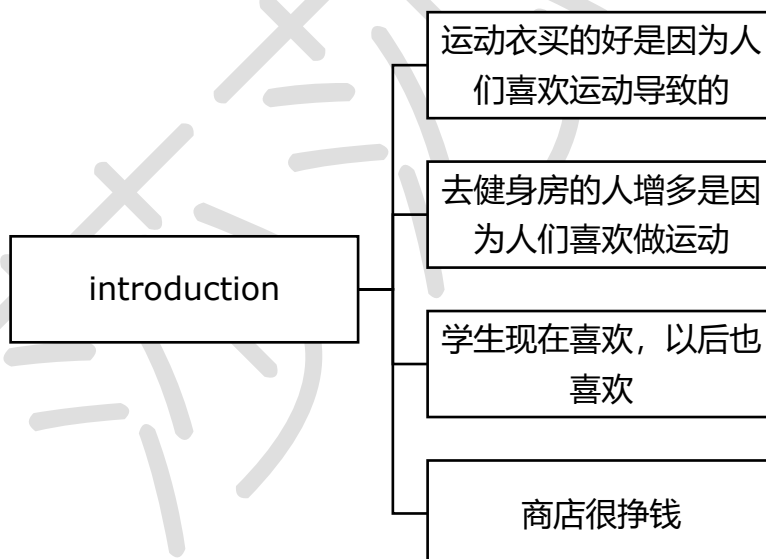 introduction
运动衣买的好是因为人
们喜欢运动导致的
去健身房的人增多是因
为人们喜欢做运动
学生现在喜欢，以后也
喜欢
商店很挣钱